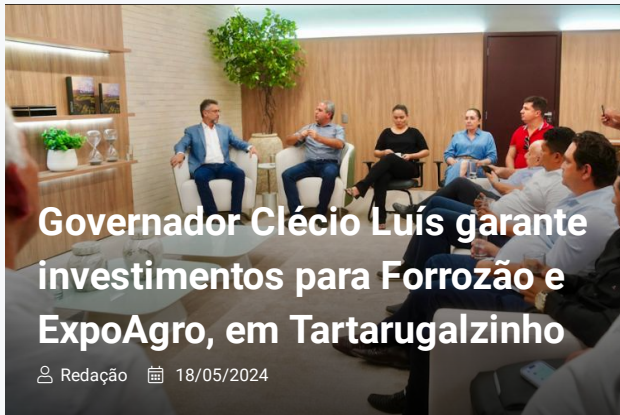 Governador Clécio Luís garante
investimentos para Forrozão e
ExpoAgro, em Tartarugalzinho
Redação 18/05/2024